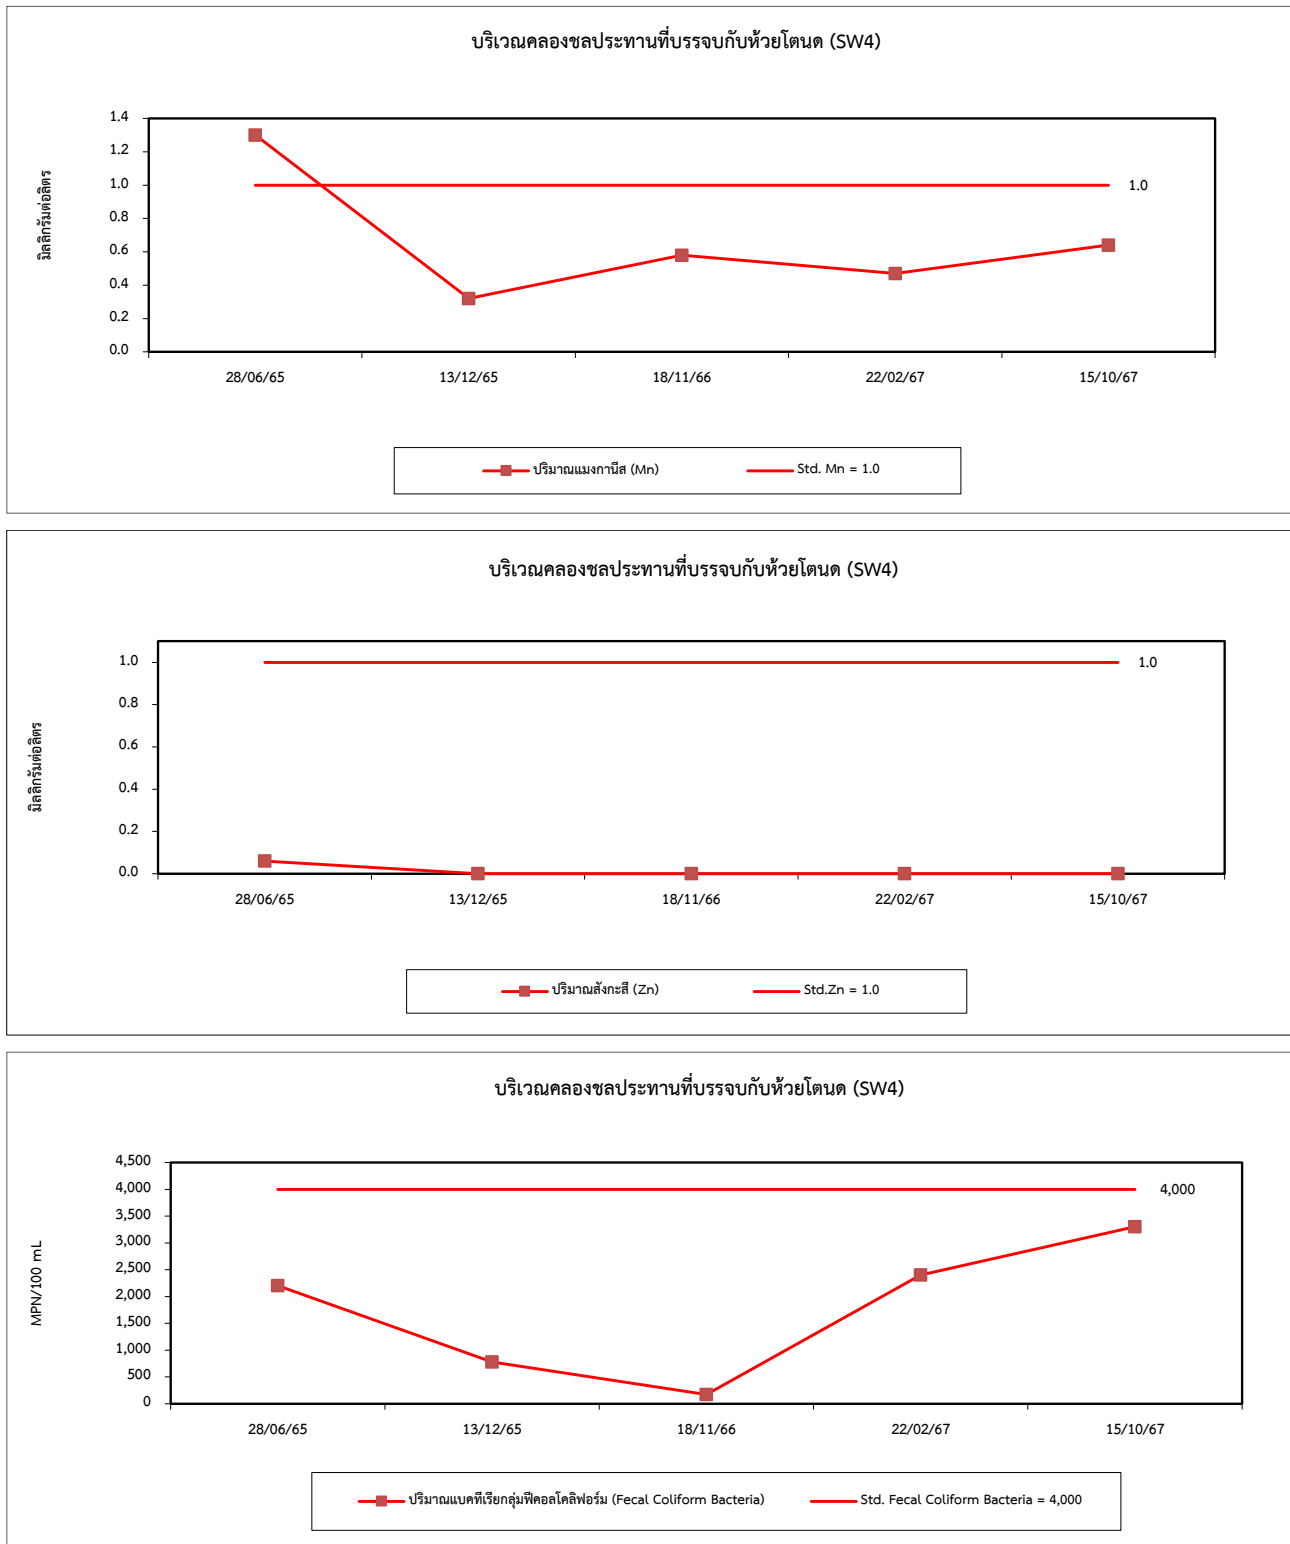 บริเวณคลองชลประทานที่บรรจบกับห้วยโตนด (SW4)
มิลลิกรัมต่อลิตร
1.4
1.2
1.0
0.8
0.6
0.4
0.2
0.0
1.0
28/06/65 13/12/65 18/11/66 22/02/67 15/10/67
ปริมาณแมงกานีส (Mn) Std. Mn = 1.0
บริเวณคลองชลประทานที่บรรจบกับห้วยโตนด (SW4)
มิลลิกรัมต่อลิตร
1.0
0.8
0.6
0.4
0.2
0.0
1.0
28/06/65 13/12/65 18/11/66 22/02/67 15/10/67
ปริมาณสังกะสี (Zn) Std.Zn = 1.0
บริเวณคลองชลประทานที่บรรจบกับห้วยโตนด (SW4)
MPN/100 mL
4,500
4,000
3,500
3,000
2,500
2,000
1,500
1,000
500
0
4,000
28/06/65 13/12/65 18/11/66 22/02/67 15/10/67
ปริมาณแบคทีเรียกลุ่มฟีคอลโคลิฟอร์ม (Fecal Coliform Bacteria) Std. Fecal Coliform Bacteria = 4,000